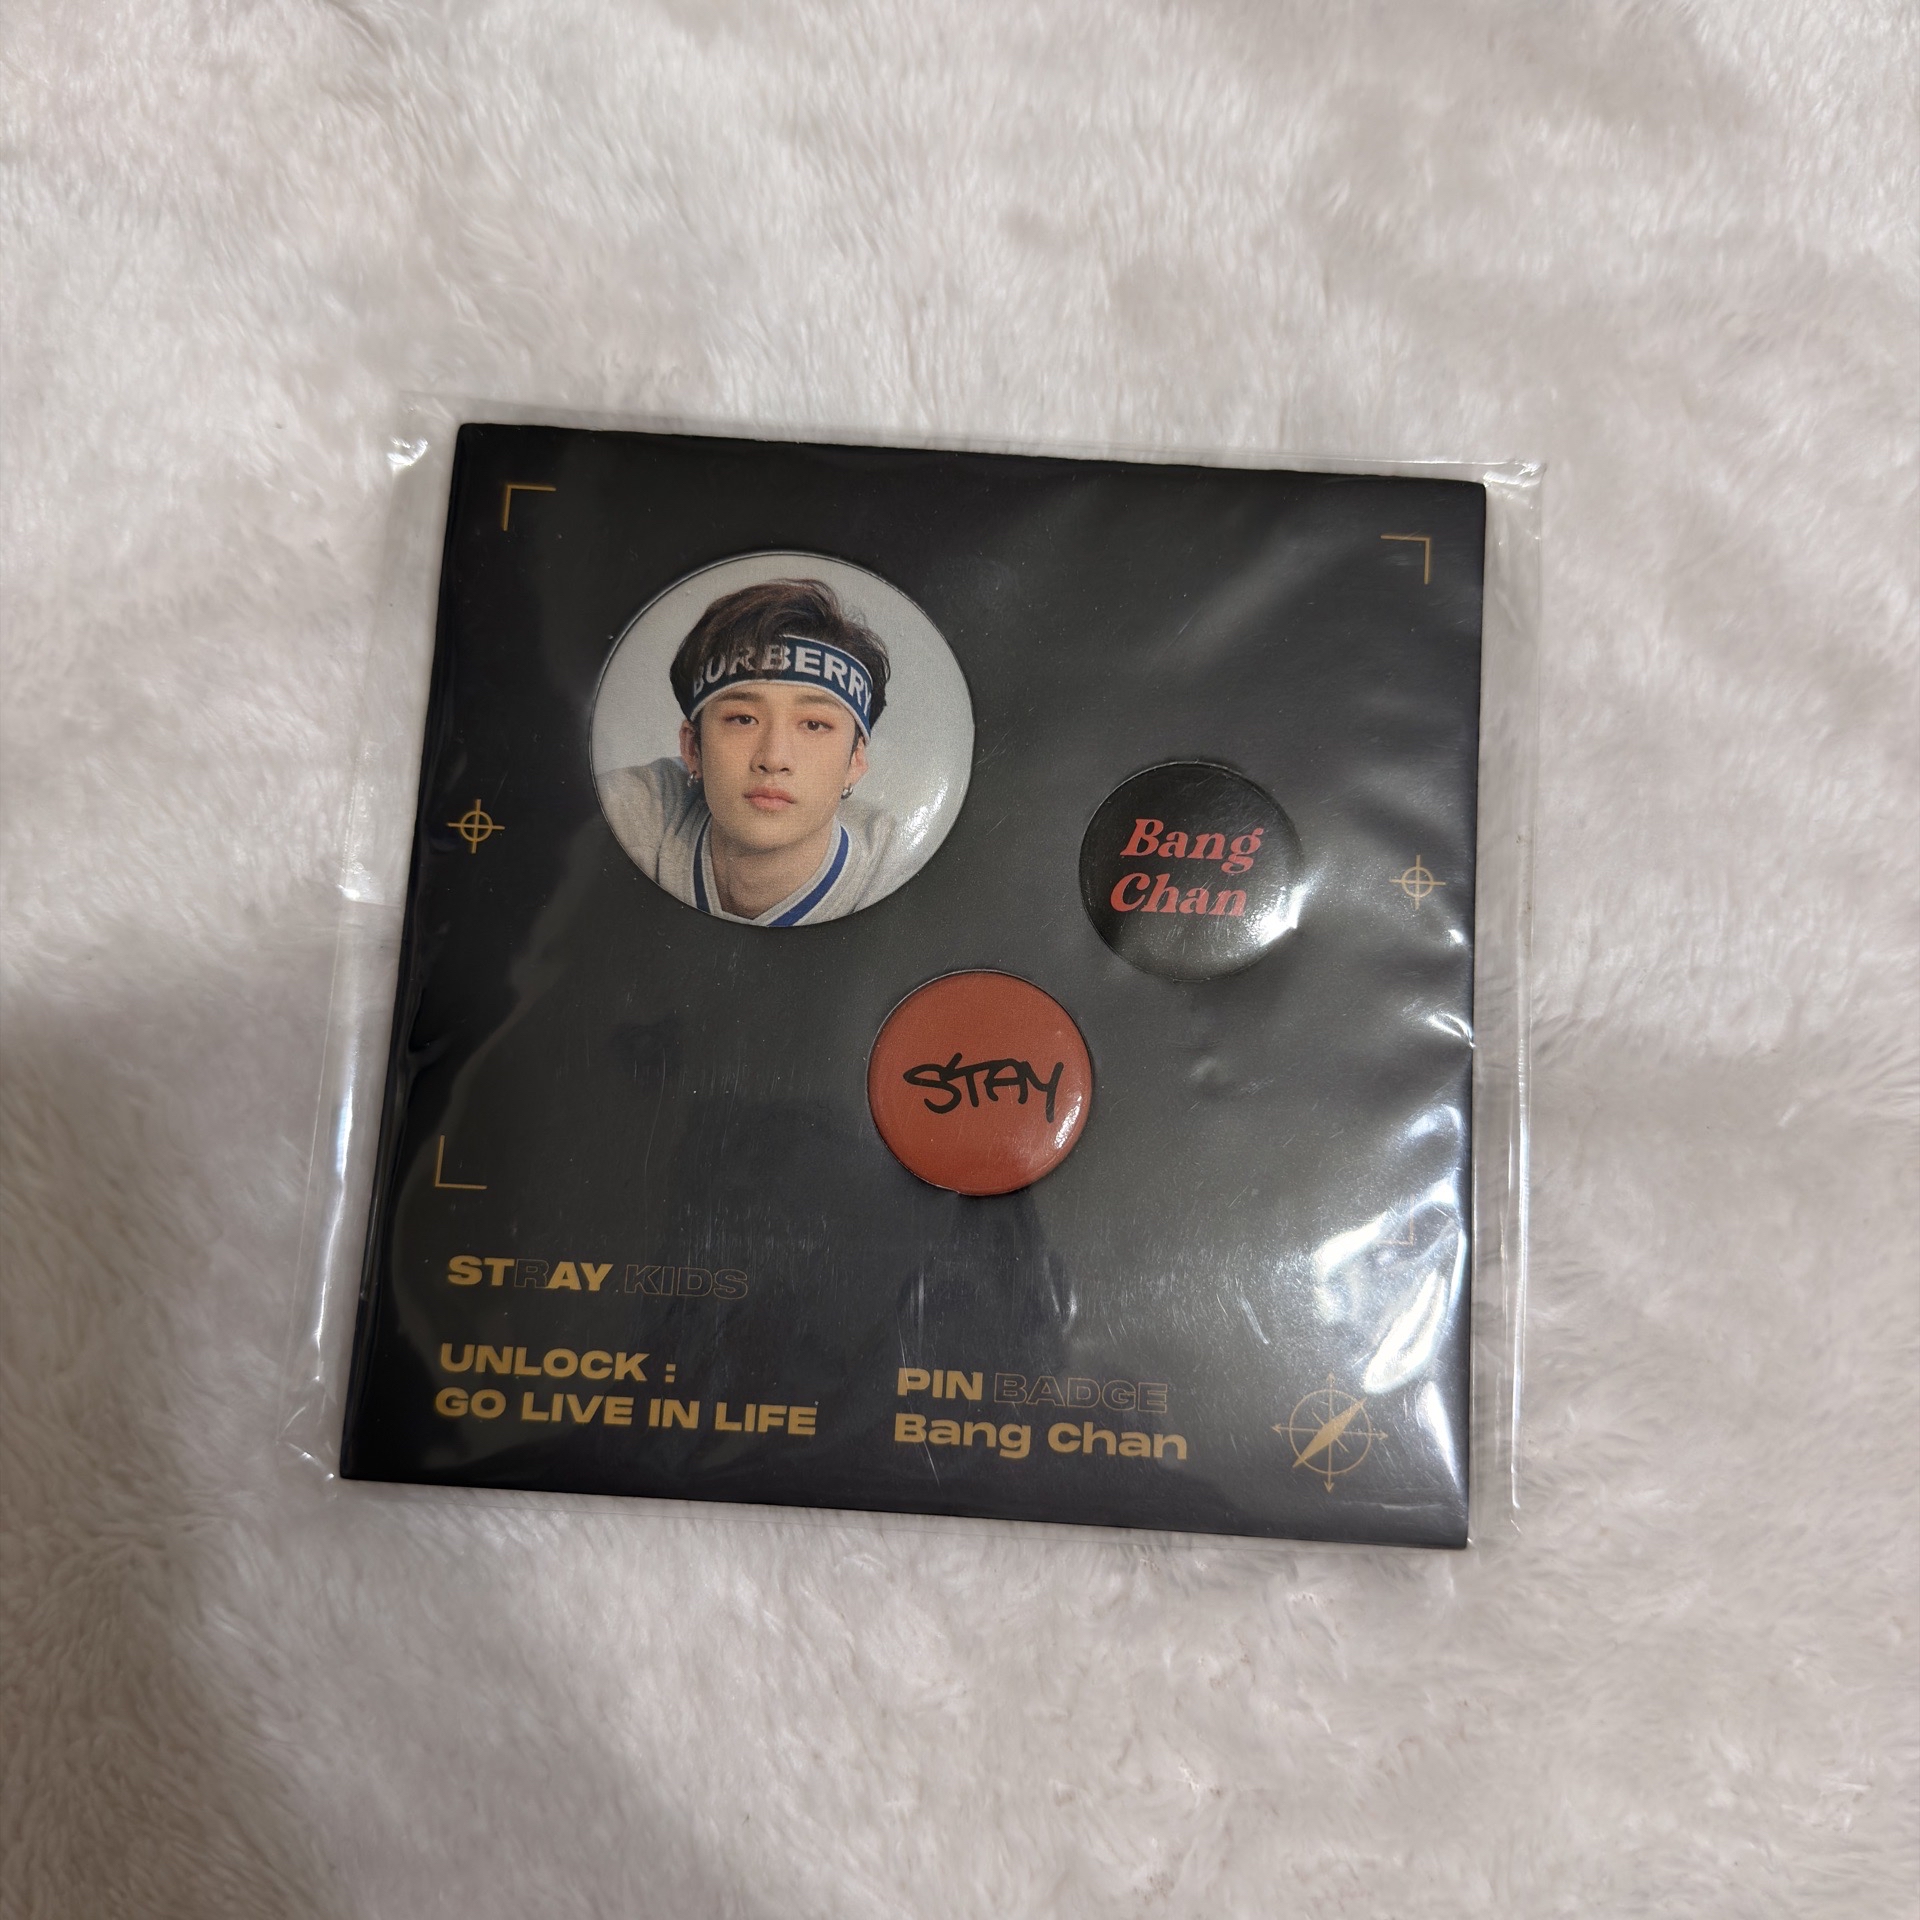 BURBERRY
Bang
Chan
STAY
STRAY KIDS
UNLOCK :
GO LIVE IN LIFE
PIN BADGE
Bang Chan